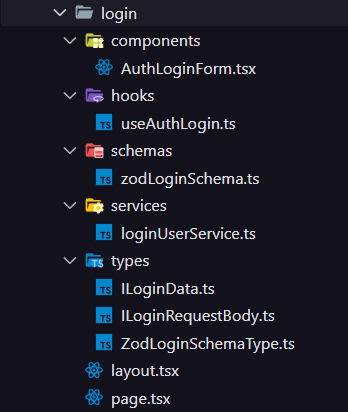 login
components
AuthLoginForm.tsx
hooks
TS useAuthLogin.ts
schemas
TS zodLoginSchema.ts
services
TS loginUserService.ts
TS types
TS ILoginData.ts
TS ILoginRequestBody.ts
TS ZodLoginSchemaType.ts
layout.tsx
page.tsx